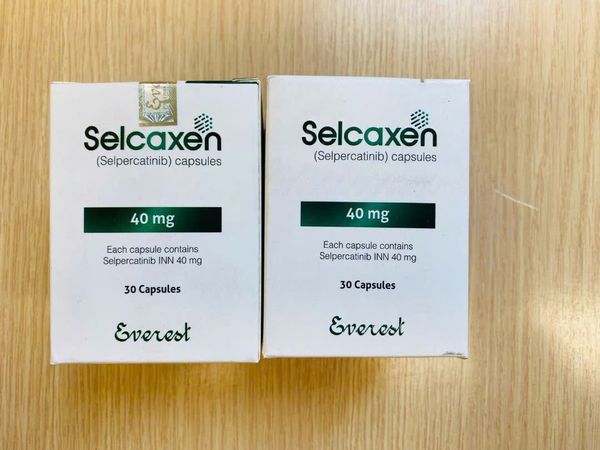 Selcaxen
(Selpercatinib) capsules
40 mg
Each capsule contains
Selpercatinib INN 40 mg
30 Capsules
Everest
Selcaxen
(Selpercatinib) capsules
40 mg
Each capsule contains
Selpercatinib INN 40 mg
30 Capsules
Everest